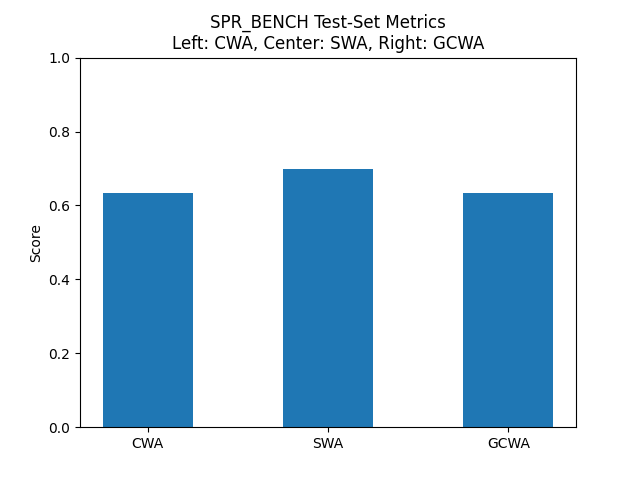 SPR_BENCH Test-Set Metrics
Left: CWA, Center: SWA, Right: GCWA
1.0
0.8
0.6
0.4
0.2
0.0
Score
CWA SWA GCWA